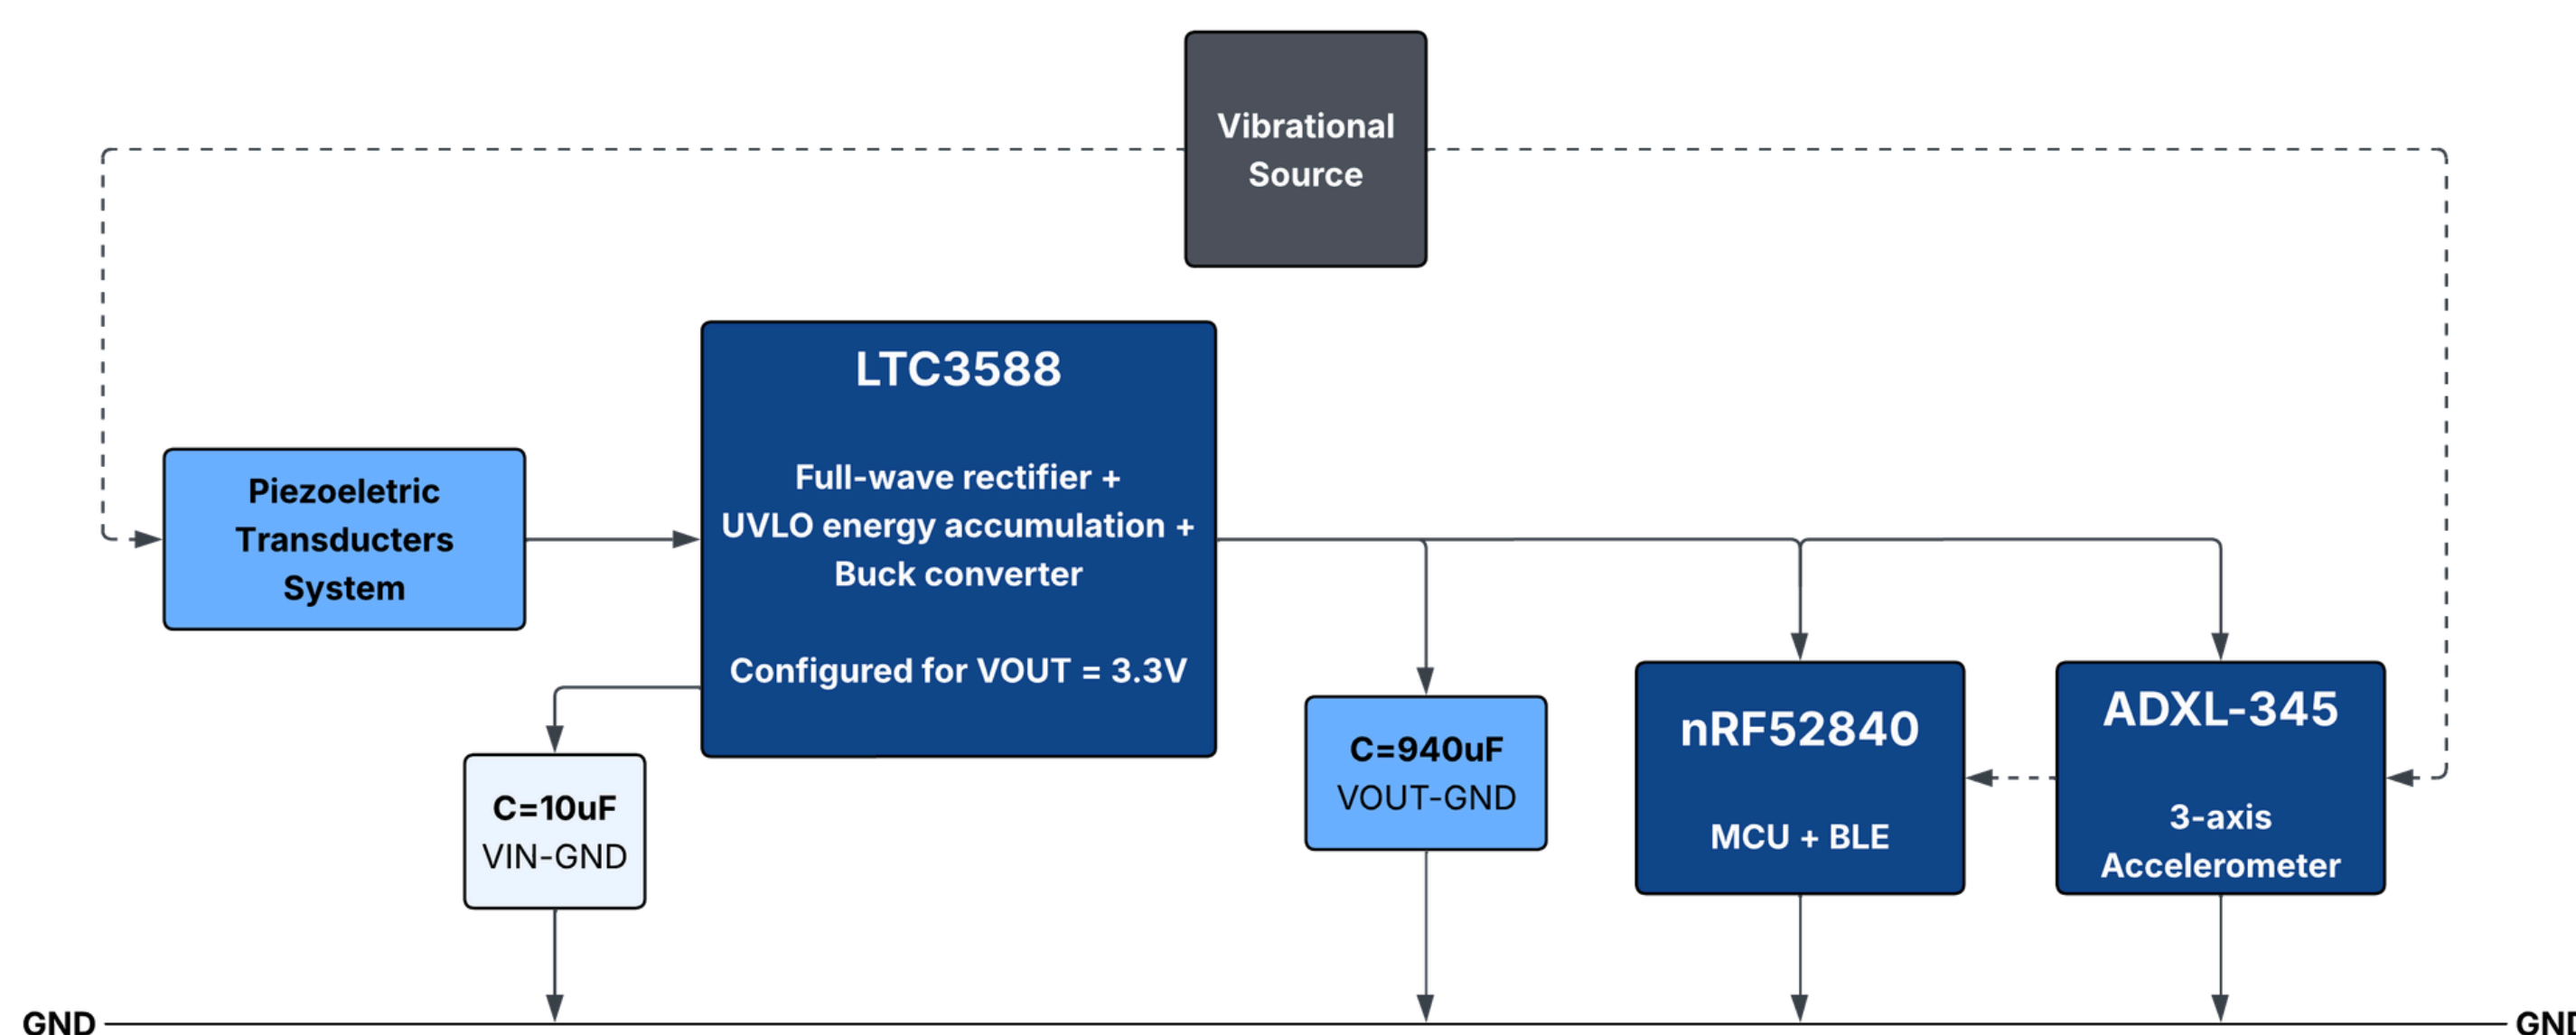 Vibrational
Source
LTC3588
Full-wave rectifier +
UVLO energy accumulation +
Buck converter
Configured for VOUT = 3.3V
Piezoeletric
Transducters
System
C=10uF
VIN-GND
C=940uF
VOUT-GND
nRF52840
MCU + BLE
ADXL-345
3-axis
Accelerometer
GND
GND